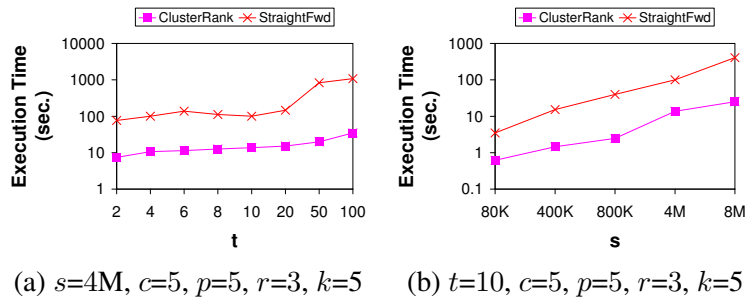 ClusterRank StraightFwd
Execution Time (sec.)
10000
1000
100
10
1
2 4 6 8 10 20 50 100
t
(a) s=4M, c=5, p=5, r=3, k=5
ClusterRank StraightFwd
Execution Time (sec.)
1000
100
10
1
0.1
80K 400K 800K 4M 8M
s
(b) t=10, c=5, p=5, r=3, k=5